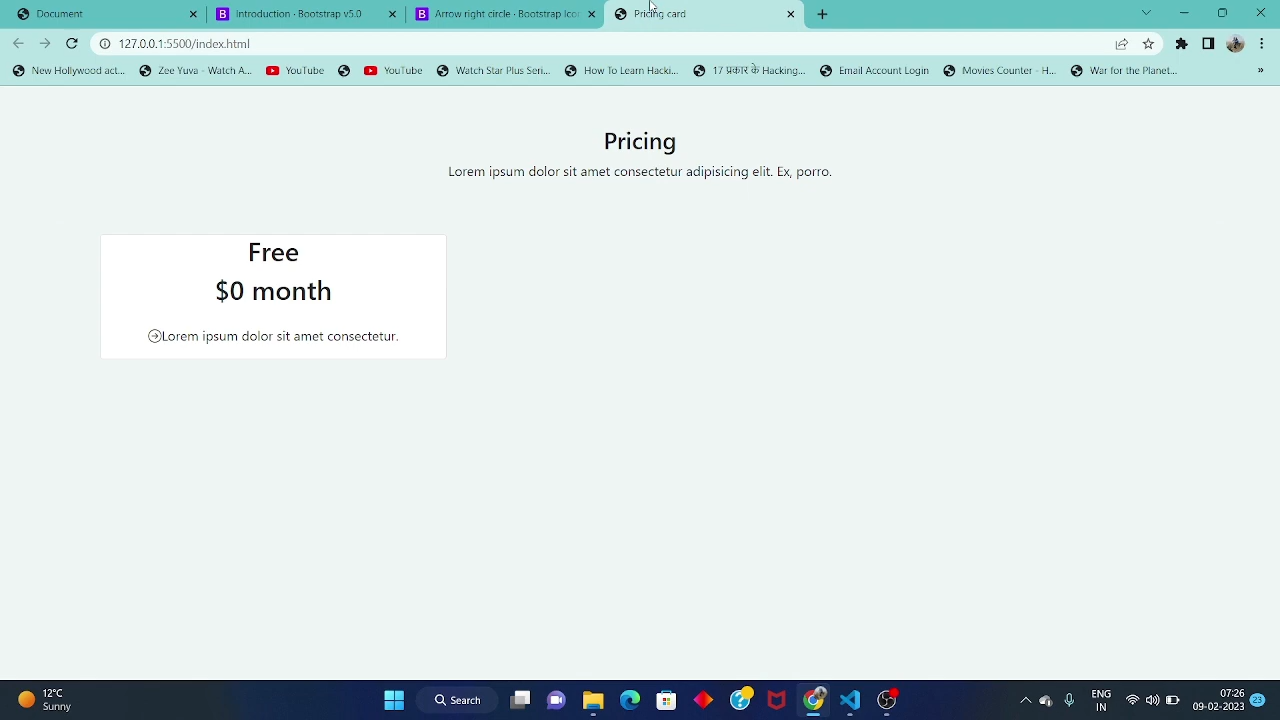 Document
Introduction · Bootstrap v5.0
Arrow right circle · Bootstrap Ico
Pricing card
127.0.0.1:5500/index.html
New Hollywood act...
Zee Yuva - Watch A...
YouTube
YouTube
Watch Star Plus Seri...
How To Learn Hacki...
17 प्रकार के Hacking...
Email Account Login
Movies Counter - H...
War for the Planet...
»
Pricing
Lorem ipsum dolor sit amet consectetur adipisicing elit. Ex, porro.
Free
$0 month
Lorem ipsum dolor sit amet consectetur.
12°C
Sunny
Search
ENG
IN
07:26
09-02-2023
23